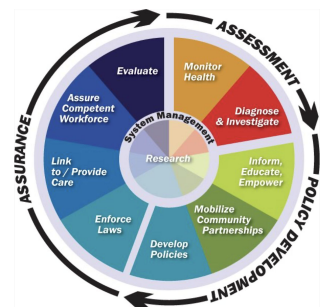 ASSESSMENT
POLICY DEVELOPMENT
ASSURANCE
Monitor
Health
Diagnose
& Investigate
Inform,
Educate,
Empower
Mobilize
Community
Partnerships
Develop
Policies
Enforce
Laws
Link
to / Provide
Care
Assure
Competent
Workforce
Evaluate
System Management
Research